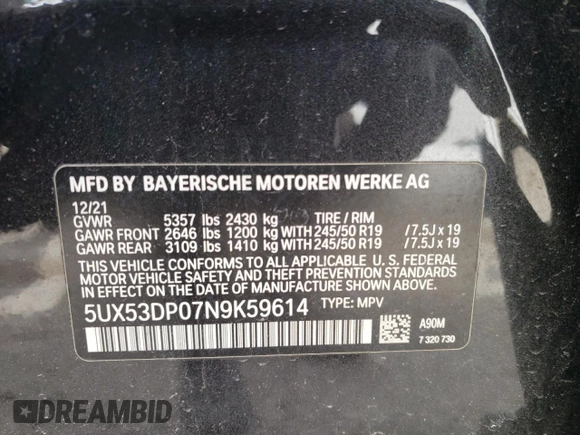 MFD BY BAYERISCHE MOTOREN WERKE AG
12/21
GVWR 5357 lbs 2430 kg TIRE / RIM
GAWR FRONT 2646 lbs 1200 kg WITH 245/50 R19 / 7.5J x 19
GAWR REAR 3109 lbs 1410 kg WITH 245/50 R19 / 7.5J x 19
THIS VEHICLE CONFORMS TO ALL APPLICABLE U. S. FEDERAL
MOTOR VEHICLE SAFETY AND THEFT PREVENTION STANDARDS
IN EFFECT ON THE DATE OF MANUFACTURE SHOWN ABOVE.
5UX53DP07N9K59614 TYPE: MPV
A90M
7 320 730
DREAMBID